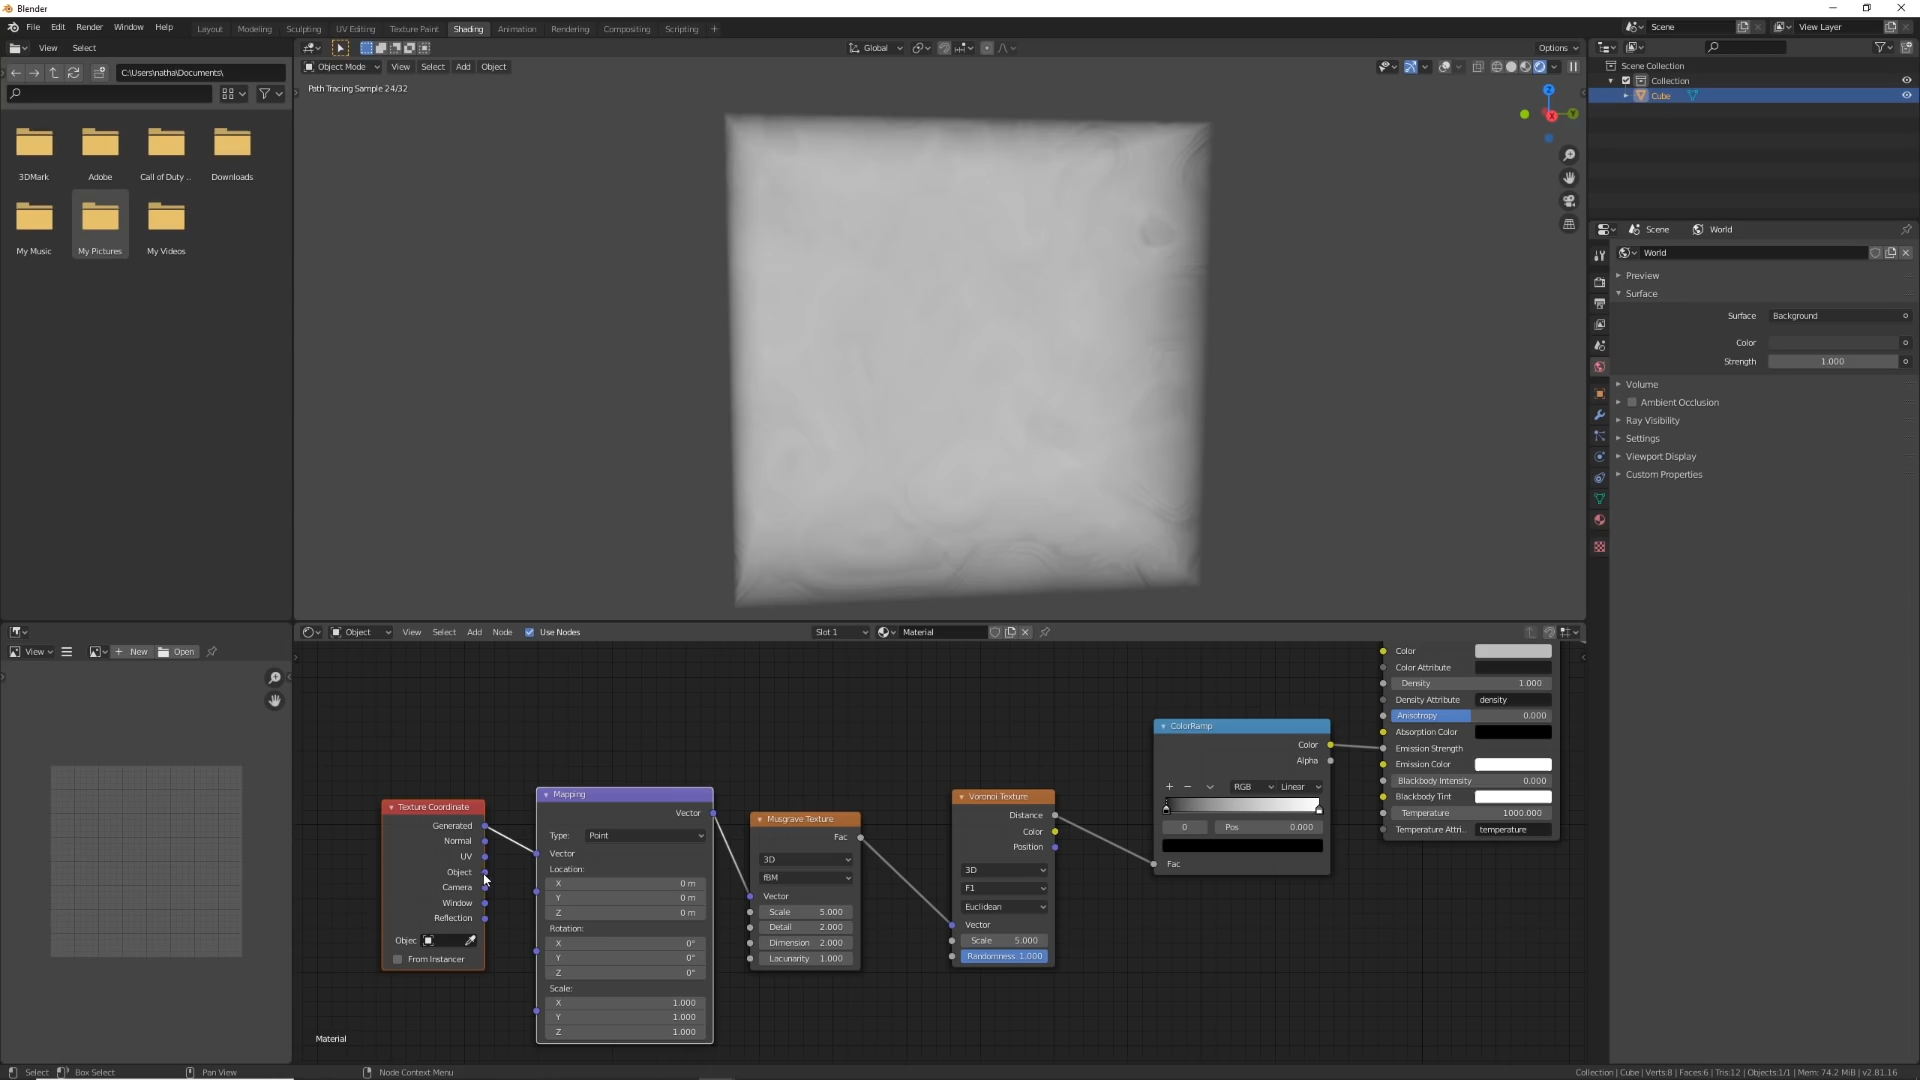 Blender
File Edit Render Window Help Layout Modeling Sculpting UV Editing Texture Paint Shading Animation Rendering Compositing Scripting + Scene View Layer
View Select Global Options
C:\Users\natha\Documents\ Object Mode View Select Add Object Scene Collection
Path Tracing Sample 24/32 Collection
Cube
Z
X
Y
3DMark Adobe Call of Duty .. Downloads
My Music My Pictures My Videos
Scene World
World
Preview
Surface
Surface Background
Color
Strength 1.000
Volume
Ambient Occlusion
Ray Visibility
Settings
Viewport Display
Custom Properties
Object View Select Add Node Use Nodes Slot 1 Material
View New Open
Color
Color Attribute
Density 1.000
Density Attribute density
Anisotropy 0.000
Absorption Color
Emission Strength
Emission Color
Blackbody Intensity 0.000
Blackbody Tint
Temperature 1000.000
Temperature Attri.. temperature
ColorRamp
Color
Alpha
+ − RGB Linear
0 Pos 0.000
Fac
Texture Coordinate
Generated
Normal
UV
Object
Camera
Window
Reflection
Objec
From Instancer
Mapping
Vector
Type: Point
Vector
Location:
X 0 m
Y 0 m
Z 0 m
Rotation:
X 0°
Y 0°
Z 0°
Scale:
X 1.000
Y 1.000
Z 1.000
Musgrave Texture
Fac
3D
fBM
Vector
Scale 5.000
Detail 2.000
Dimension 2.000
Lacunarity 1.000
Voronoi Texture
Distance
Color
Position
3D
F1
Euclidean
Vector
Scale 5.000
Randomness 1.000
Material
Select Box Select Pan View Node Context Menu Collection | Cube | Verts:8 | Faces:6 | Tris:12 | Objects:1/1 | Mem: 74.2 MiB | v2.81.16